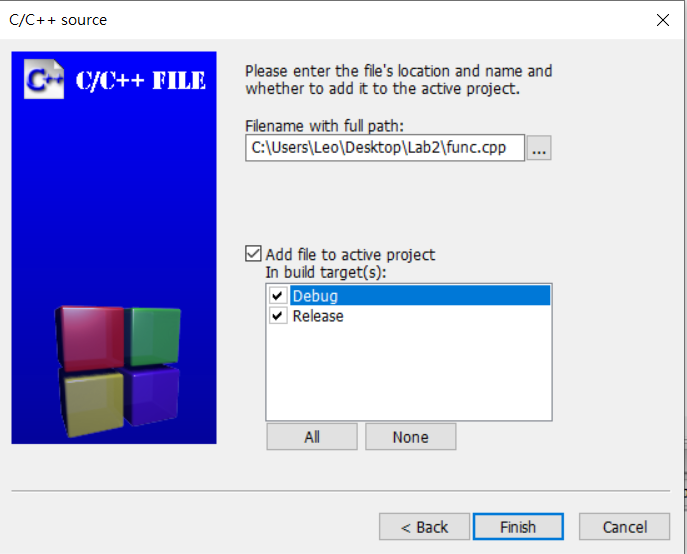 C/C++ source
C++
C/C++ FILE
Please enter the file's location and name and
whether to add it to the active project.
Filename with full path:
C:\Users\Leo\Desktop\Lab2\func.cpp
...
Add file to active project
In build target(s):
Debug
Release
All
None
< Back
Finish
Cancel